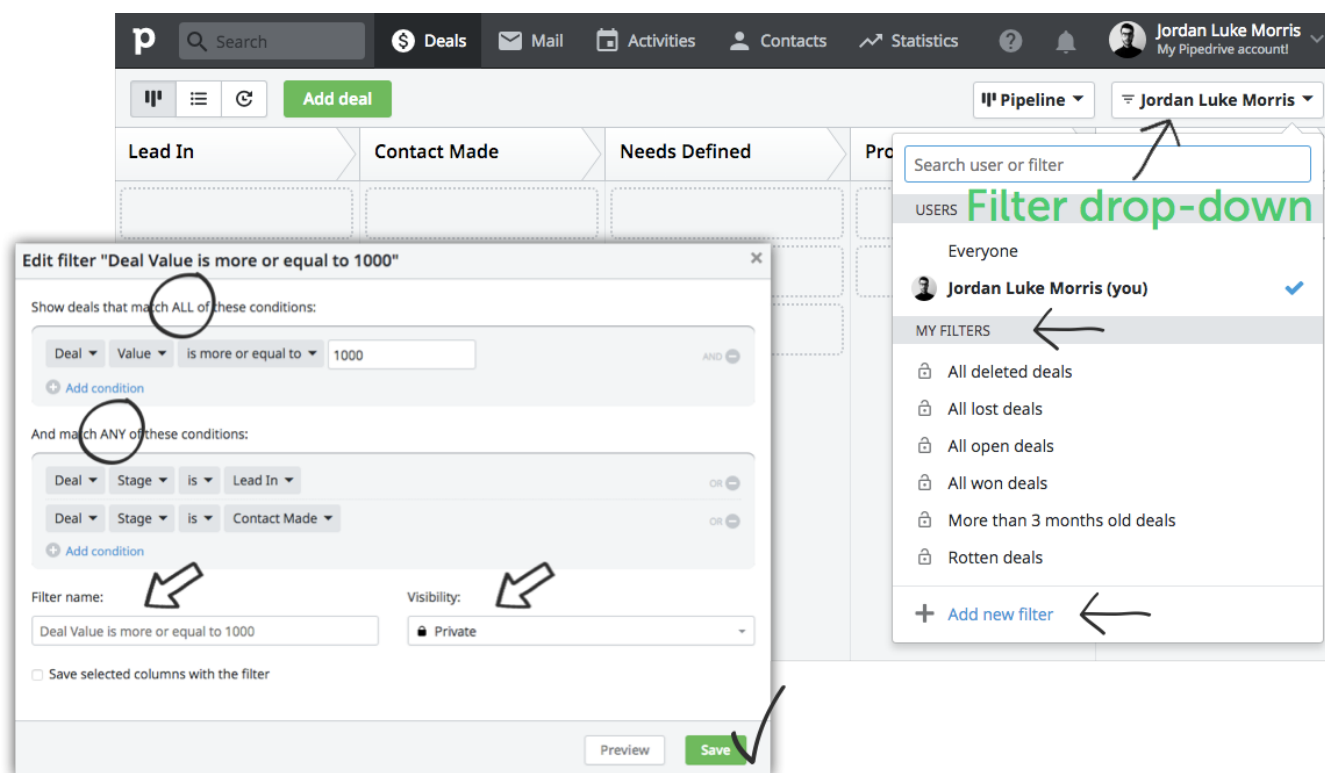 p Search Deals Mail Activities Contacts Statistics ? Jordan Luke Morris
My Pipedrive account!
Add deal Pipeline Jordan Luke Morris
Lead In Contact Made Needs Defined Pro
Search user or filter
USERS
Filter drop-down
Everyone
Jordan Luke Morris (you)
MY FILTERS
All deleted deals
All lost deals
All open deals
All won deals
More than 3 months old deals
Rotten deals
Add new filter
Edit filter "Deal Value is more or equal to 1000"
Show deals that match ALL of these conditions:
Deal Value is more or equal to 1000 AND
Add condition
And match ANY of these conditions:
Deal Stage is Lead In OR
Deal Stage is Contact Made OR
Add condition
Filter name: Visibility:
Deal Value is more or equal to 1000 Private
Save selected columns with the filter
Preview Save